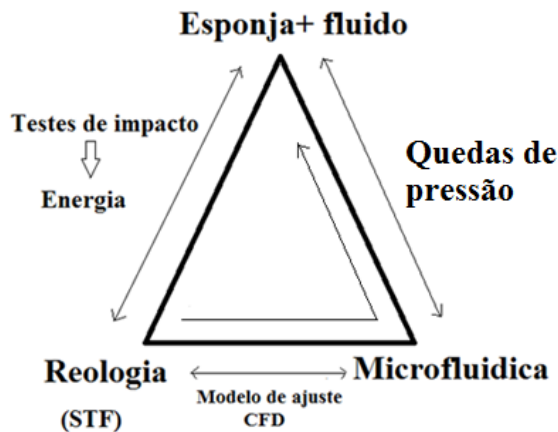 Esponja+ fluido
Testes de impacto
Energia
Quedas de
pressão
Reologia
(STF)
Modelo de ajuste
CFD
Microfluidica